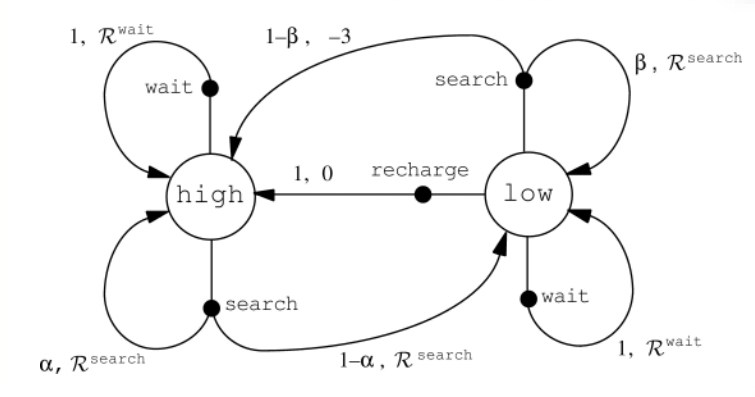 1, ℛ^wait
1–β , –3
β , ℛ^search
wait
search
1, 0
recharge
high
low
search
wait
α, ℛ^search
1–α , ℛ^search
1, ℛ^wait